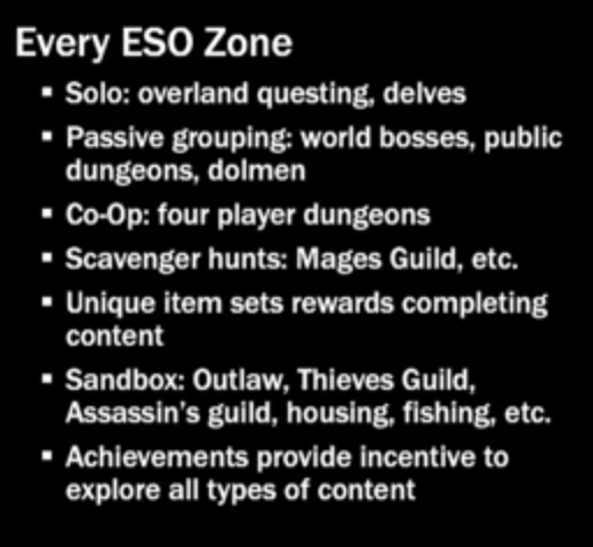 Every ESO Zone
▪ Solo: overland questing, delves
▪ Passive grouping: world bosses, public
dungeons, dolmen
▪ Co-Op: four player dungeons
▪ Scavenger hunts: Mages Guild, etc.
▪ Unique item sets rewards completing
content
▪ Sandbox: Outlaw, Thieves Guild,
Assassin's guild, housing, fishing, etc.
▪ Achievements provide incentive to
explore all types of content